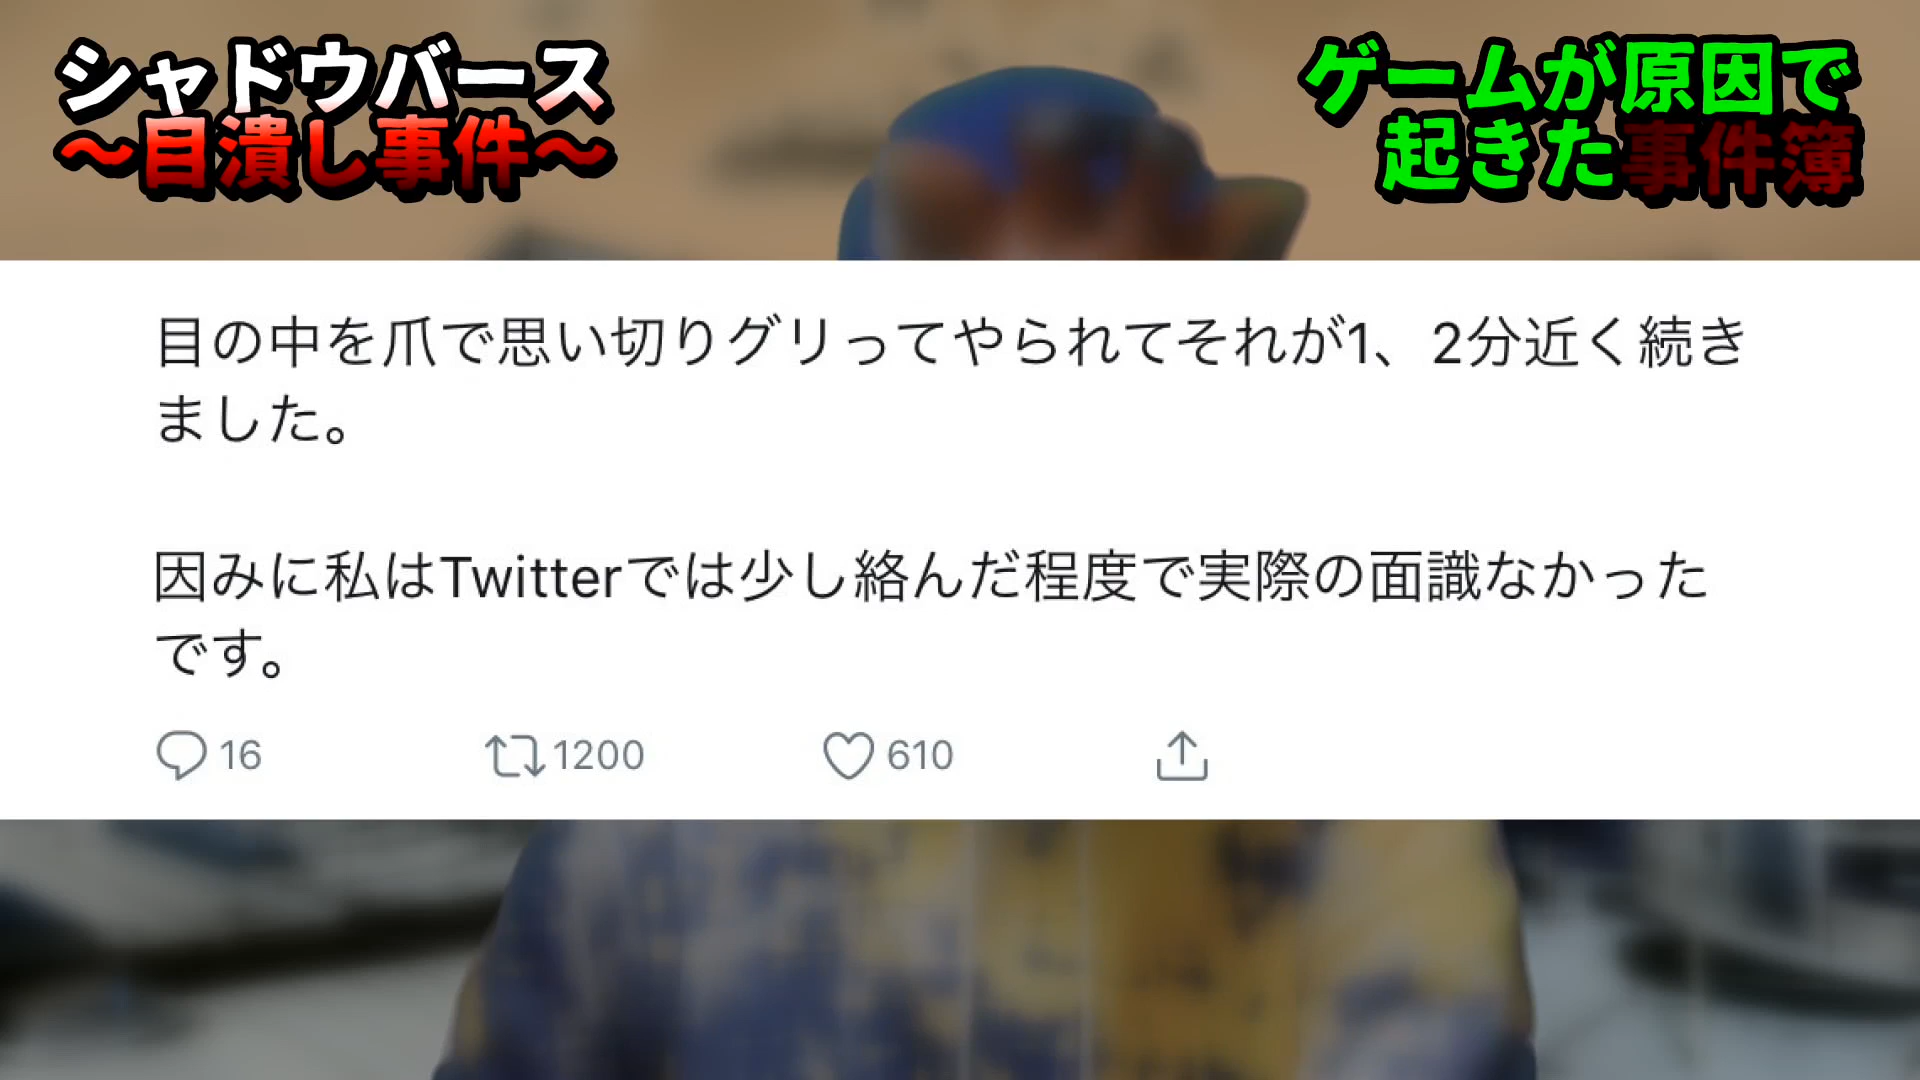 シャドウバース
～目潰し事件～
ゲームが原因で
起きた事件簿
目の中を爪で思い切りグリってやられてそれが1、2分近く続き
ました。
因みに私はTwitterでは少し絡んだ程度で実際の面識なかった
です。
16 1200 610